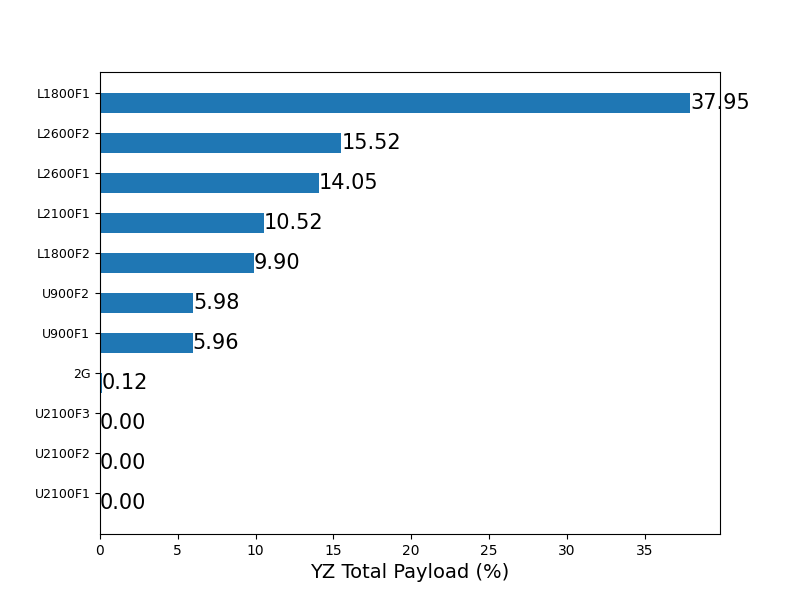 L1800F1 37.95
L2600F2 15.52
L2600F1 14.05
L2100F1 10.52
L1800F2 9.90
U900F2 5.98
U900F1 5.96
2G 0.12
U2100F3 0.00
U2100F2 0.00
U2100F1 0.00
0 5 10 15 20 25 30 35
YZ Total Payload (%)